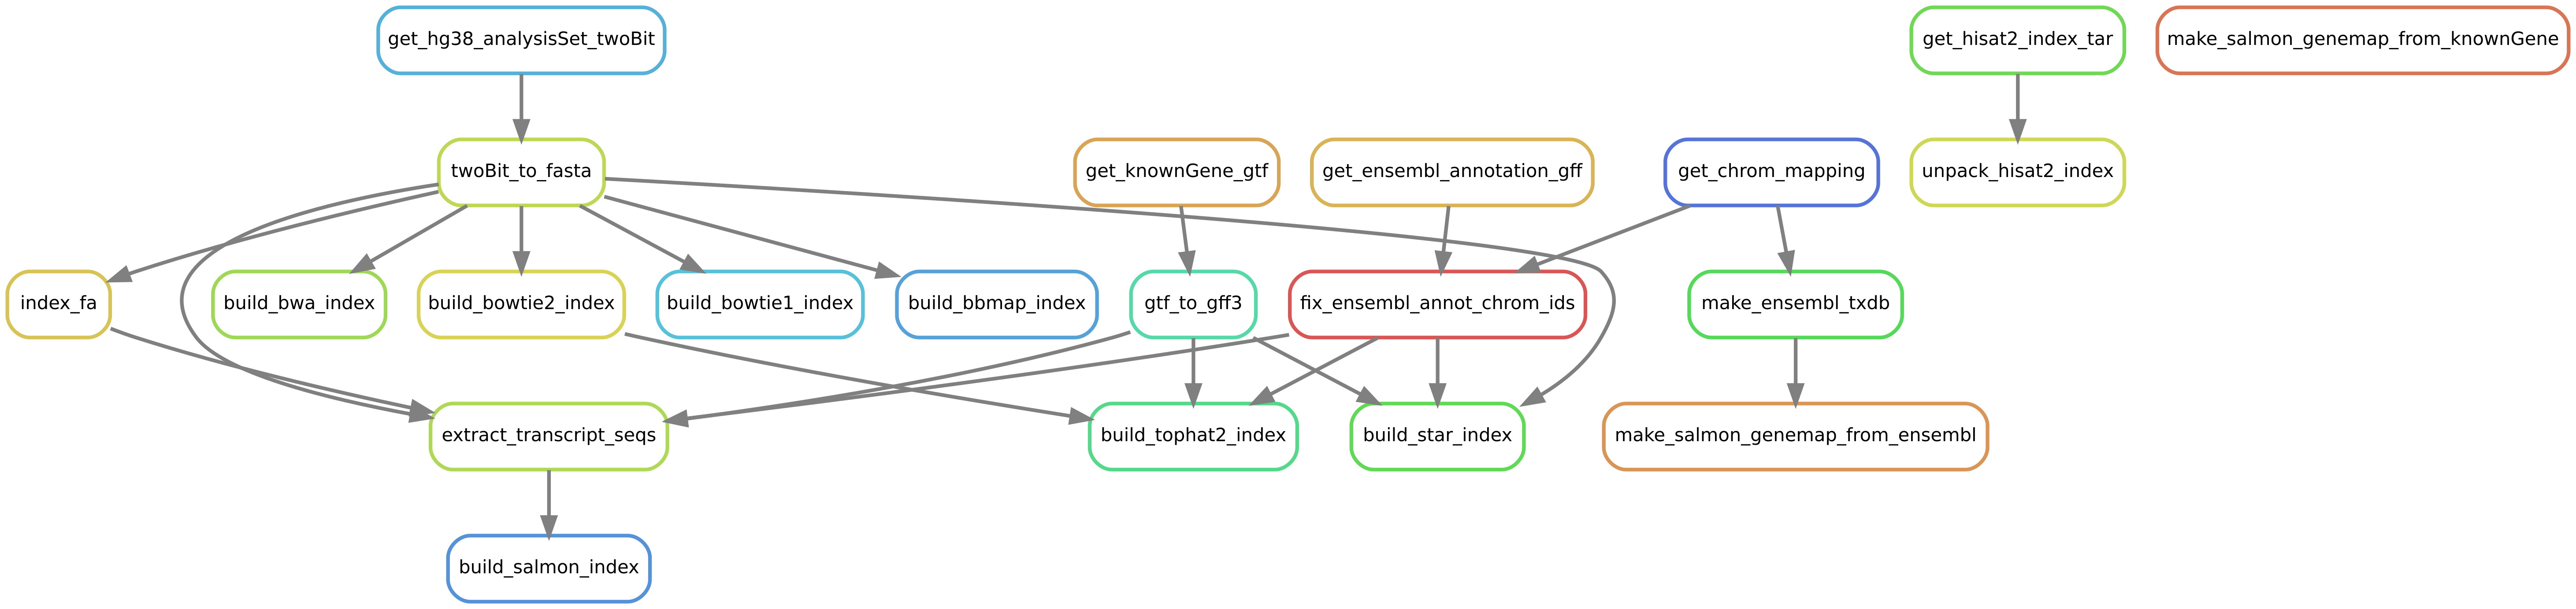 get_hg38_analysisSet_twoBit
get_hisat2_index_tar
make_salmon_genemap_from_knownGene
twoBit_to_fasta
get_knownGene_gtf
get_ensembl_annotation_gff
get_chrom_mapping
unpack_hisat2_index
index_fa
build_bwa_index
build_bowtie2_index
build_bowtie1_index
build_bbmap_index
gtf_to_gff3
fix_ensembl_annot_chrom_ids
make_ensembl_txdb
extract_transcript_seqs
build_tophat2_index
build_star_index
make_salmon_genemap_from_ensembl
build_salmon_index